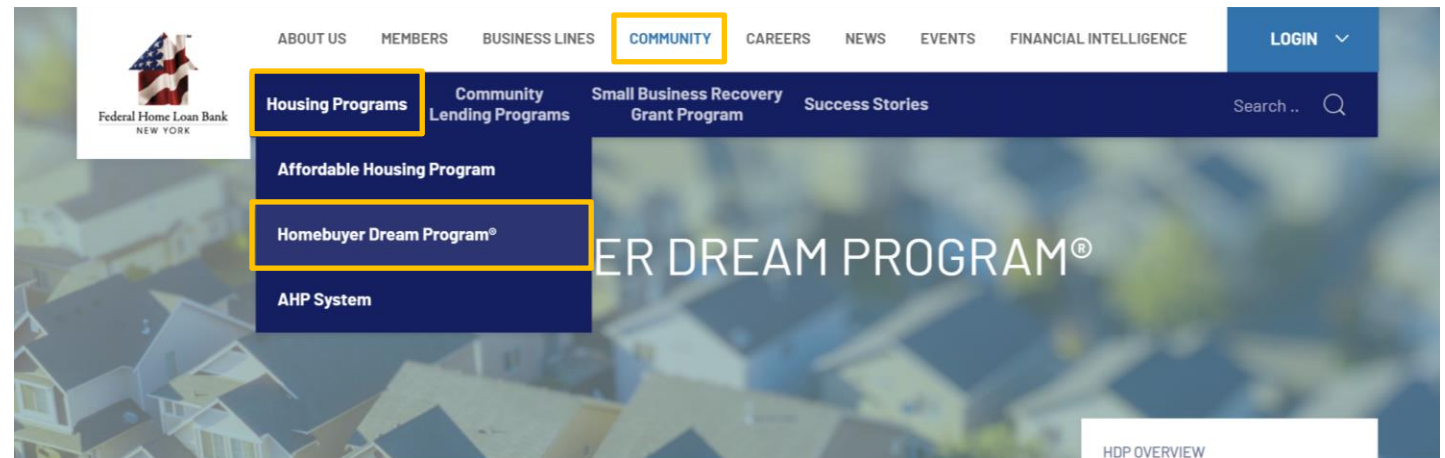 ABOUT US MEMBERS BUSINESS LINES COMMUNITY CAREERS NEWS EVENTS FINANCIAL INTELLIGENCE LOGIN
Federal Home Loan Bank
NEW YORK
Housing Programs
Community
Lending Programs
Small Business Recovery
Grant Program
Success Stories
Search ..
Affordable Housing Program
Homebuyer Dream Program®
AHP System
ER DREAM PROGRAM®
HDP OVERVIEW